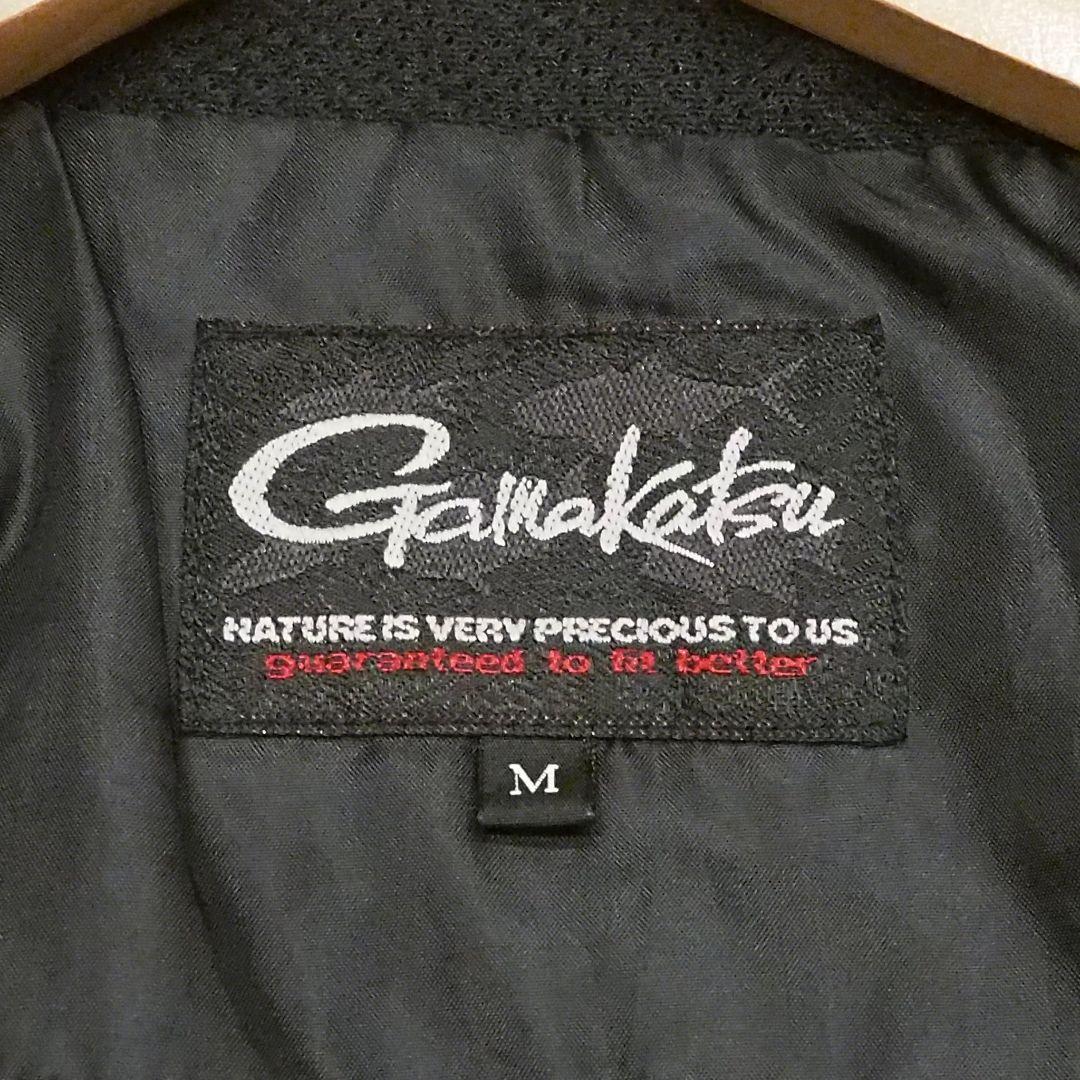 Gamakatsu
NATURE IS VERY PRECIOUS TO US
guaranteed to fit better
M